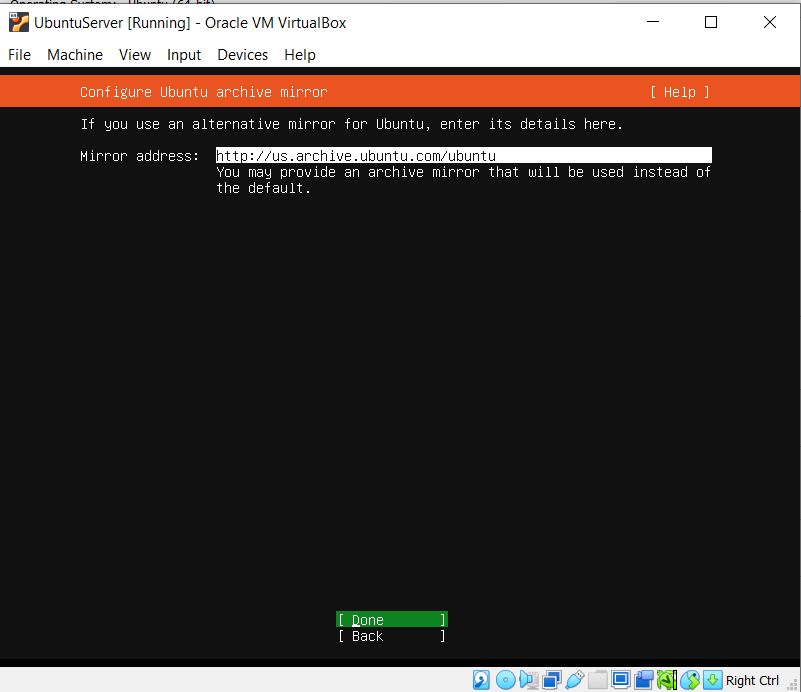 UbuntuServer [Running] - Oracle VM VirtualBox
File Machine View Input Devices Help
Configure Ubuntu archive mirror [ Help ]
If you use an alternative mirror for Ubuntu, enter its details here.
Mirror address: http://us.archive.ubuntu.com/ubuntu
You may provide an archive mirror that will be used instead of
the default.
[ Done ]
[ Back ]
Right Ctrl